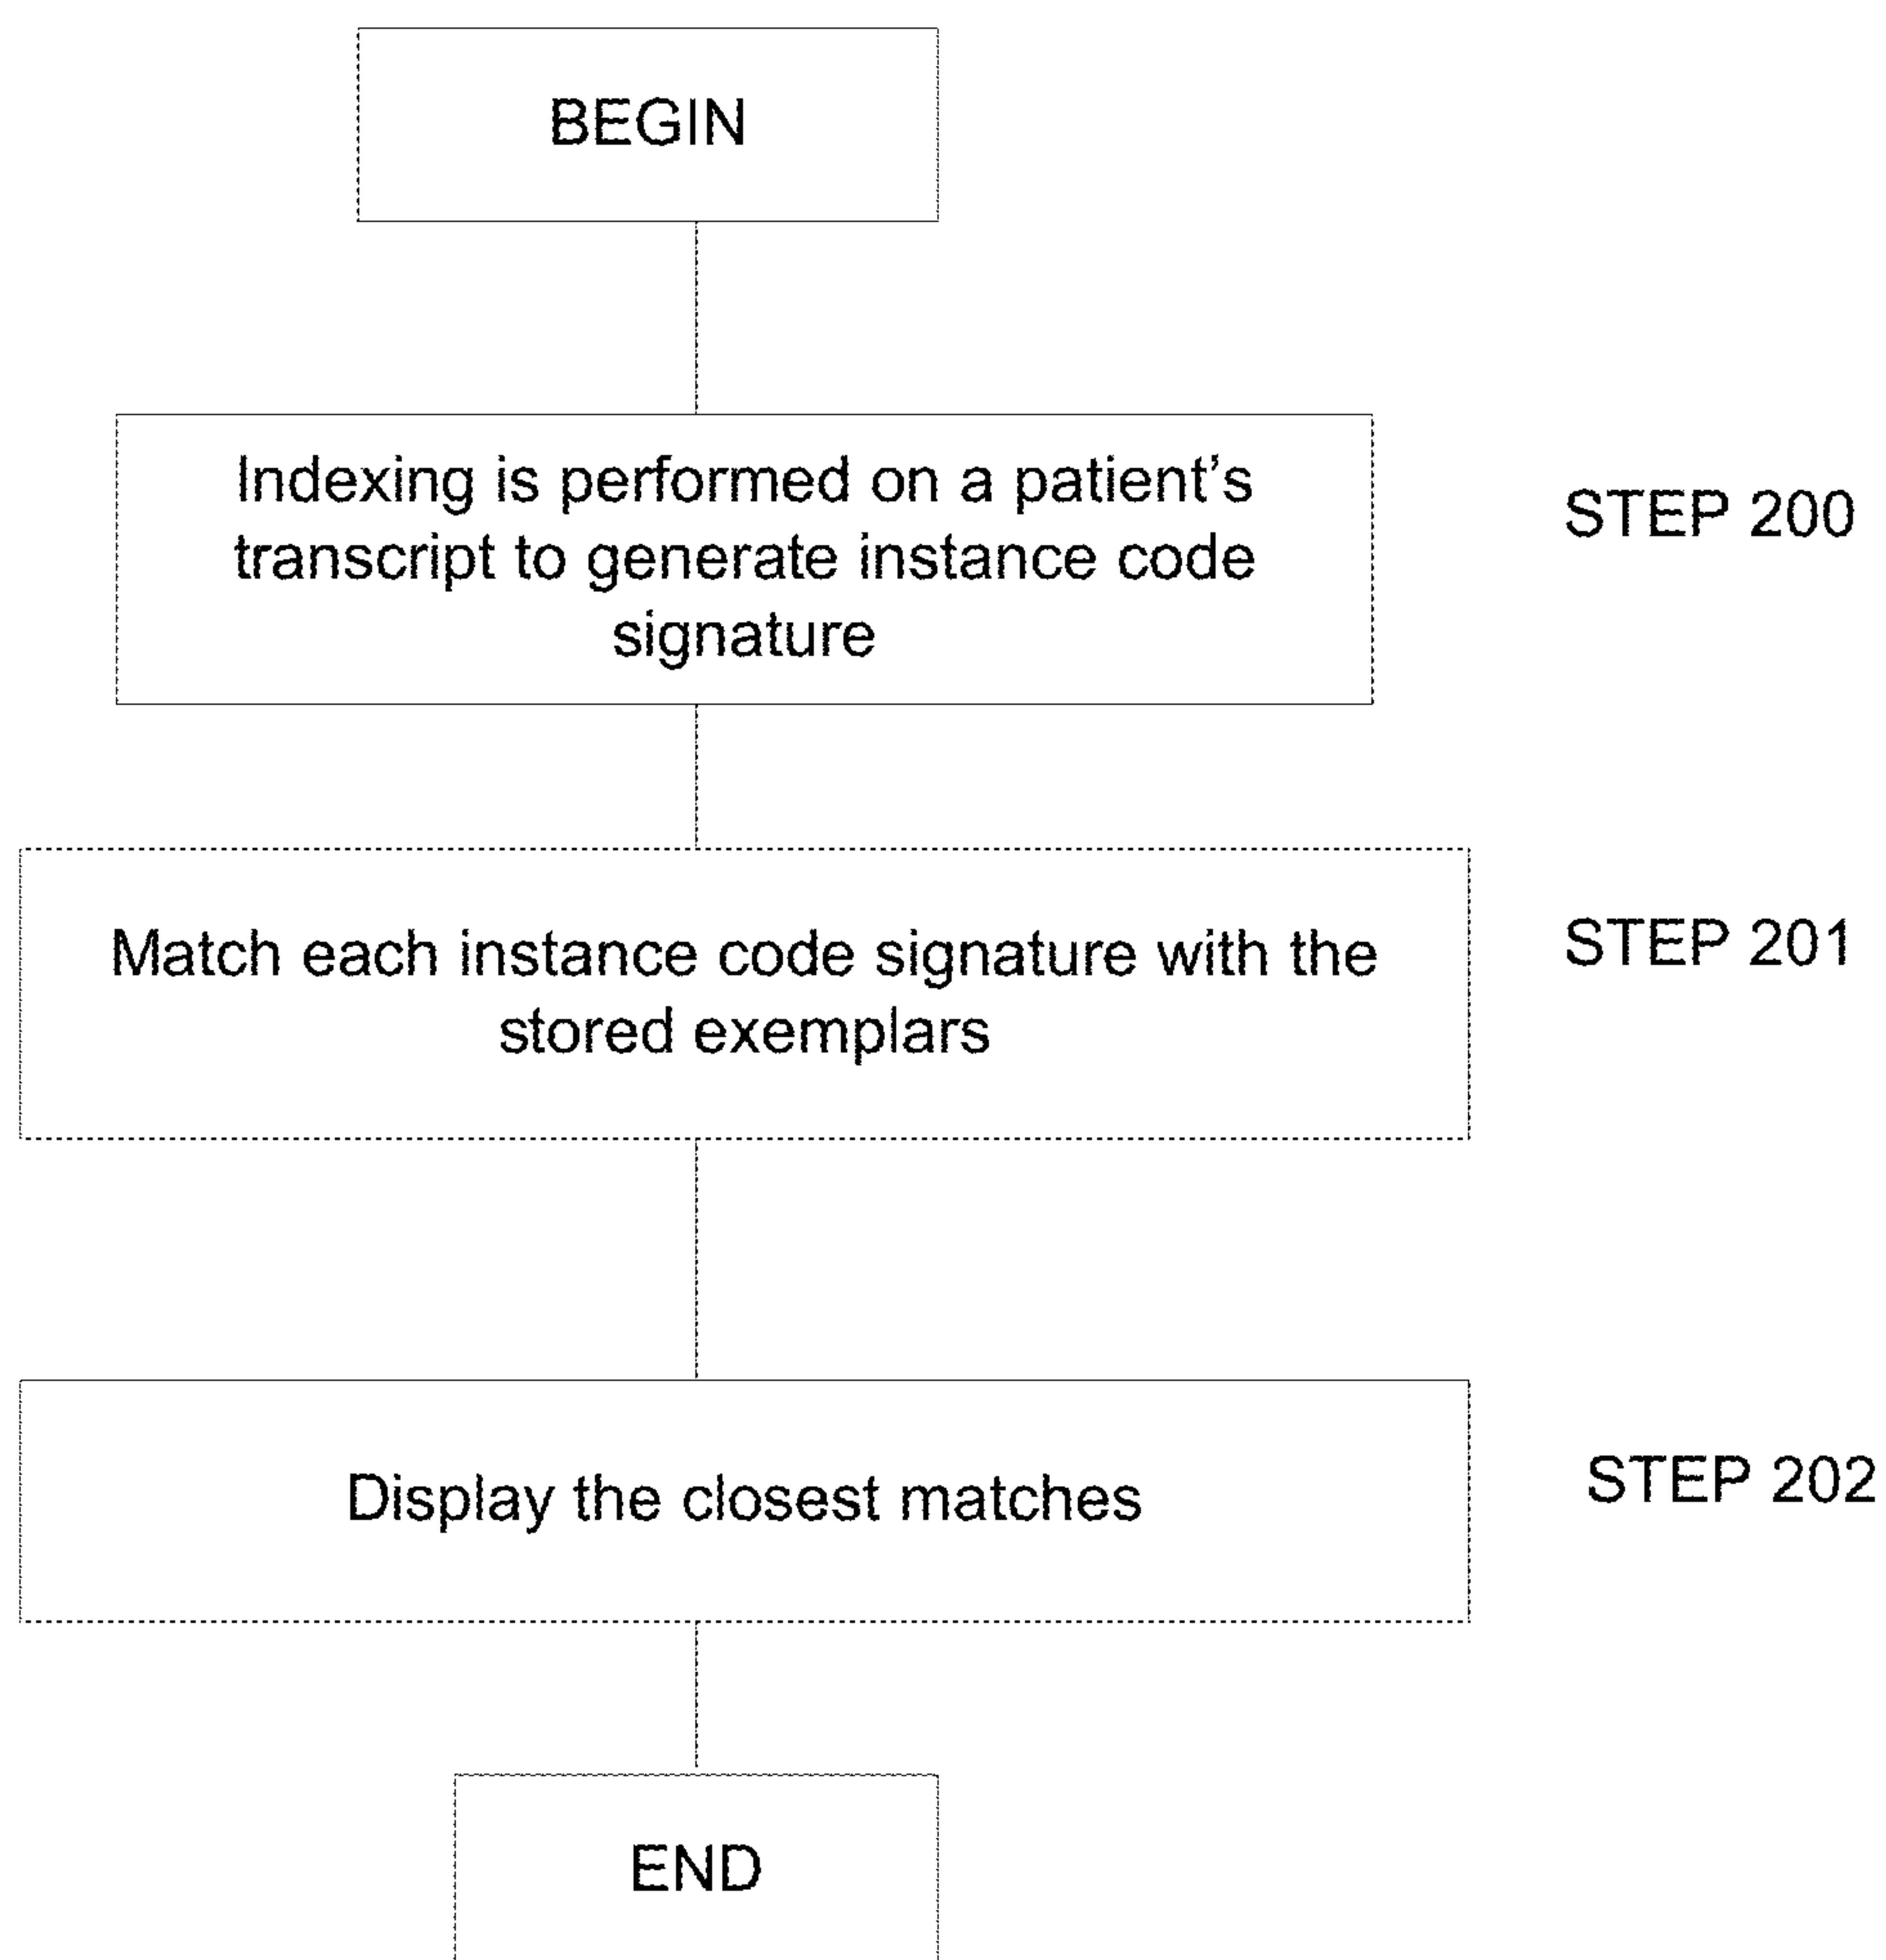 BEGIN
Indexing is performed on a patient’s
transcript to generate instance code
signature
STEP 200
Match each instance code signature with the
stored exemplars
STEP 201
Display the closest matches
STEP 202
END